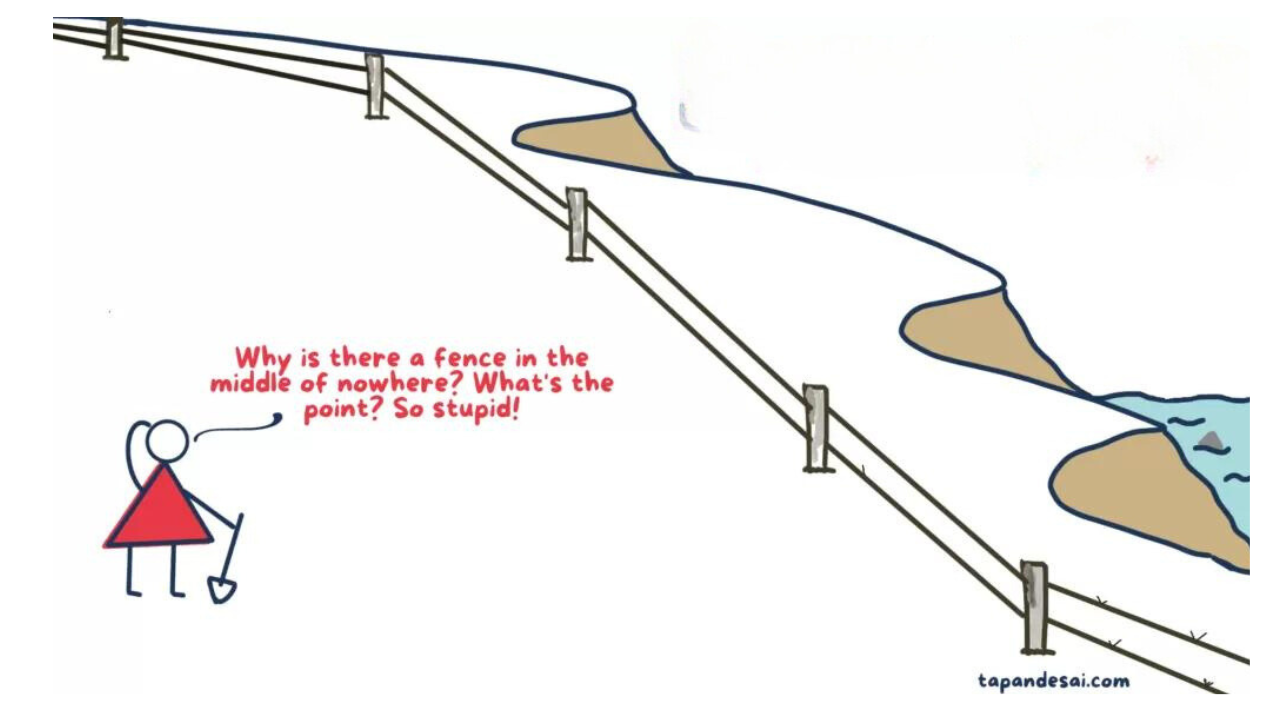 Why is there a fence in the
middle of nowhere? What's the
point? So stupid!
tapandesai.com